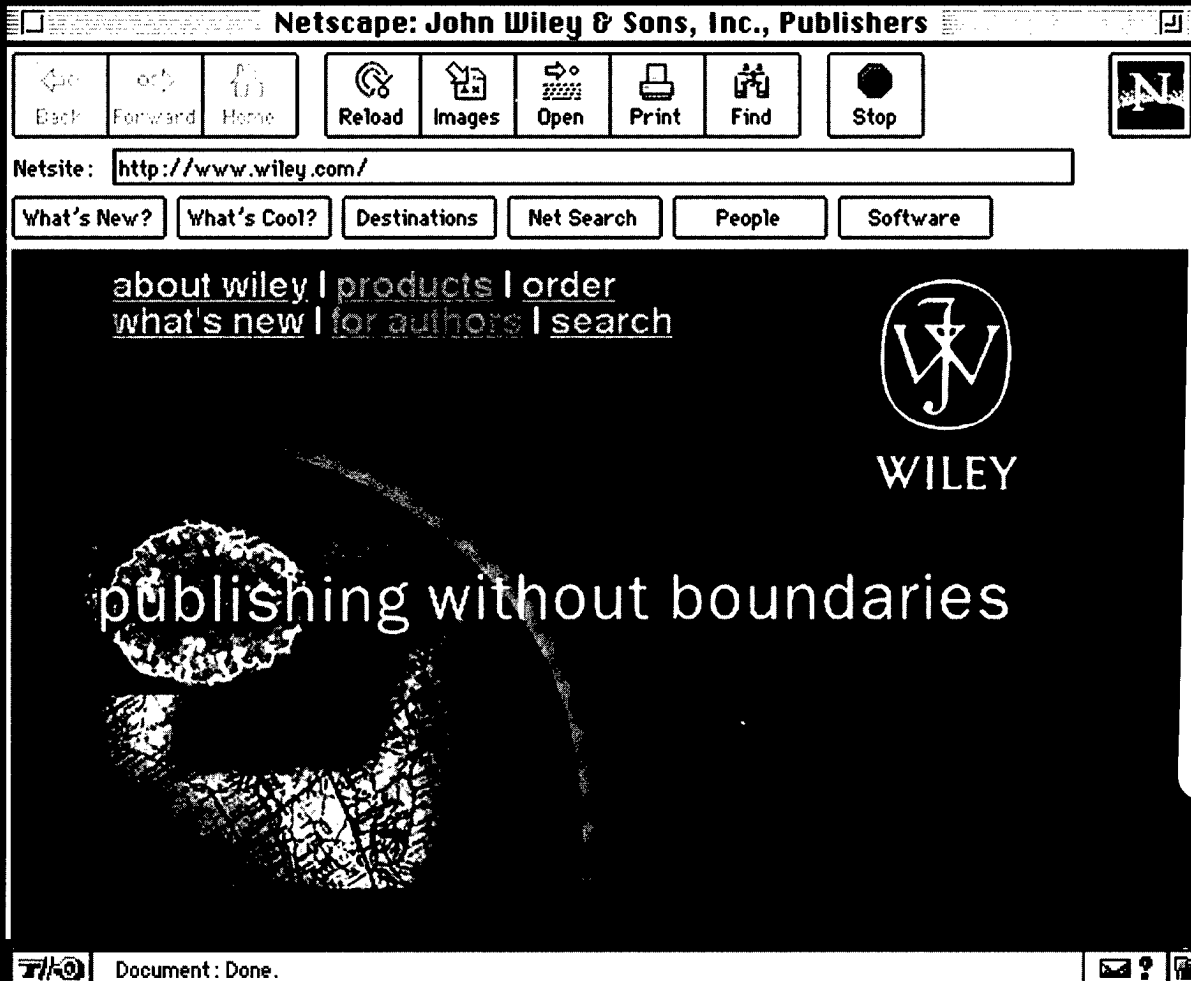 Netscape: John Wiley & Sons, Inc., Publishers
Back Forward Home Reload Images Open Print Find Stop N
Netsite: http://www.wiley.com/
What's New? What's Cool? Destinations Net Search People Software
about wiley | products | order
what's new | for authors | search
WILEY
publishing without boundaries
Document: Done.